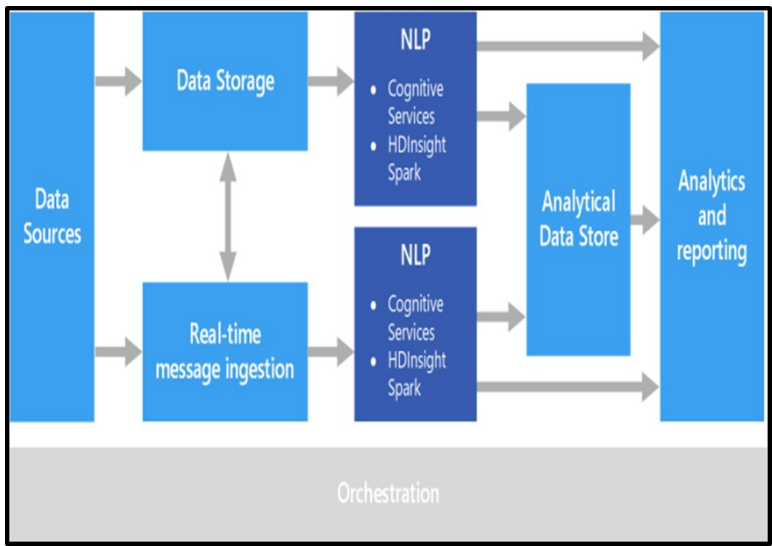 Data
Sources
Data Storage
Real-time
message ingestion
NLP
• Cognitive
Services
• HDInsight
Spark
NLP
• Cognitive
Services
• HDInsight
Spark
Analytical
Data Store
Analytics
and
reporting
Orchestration